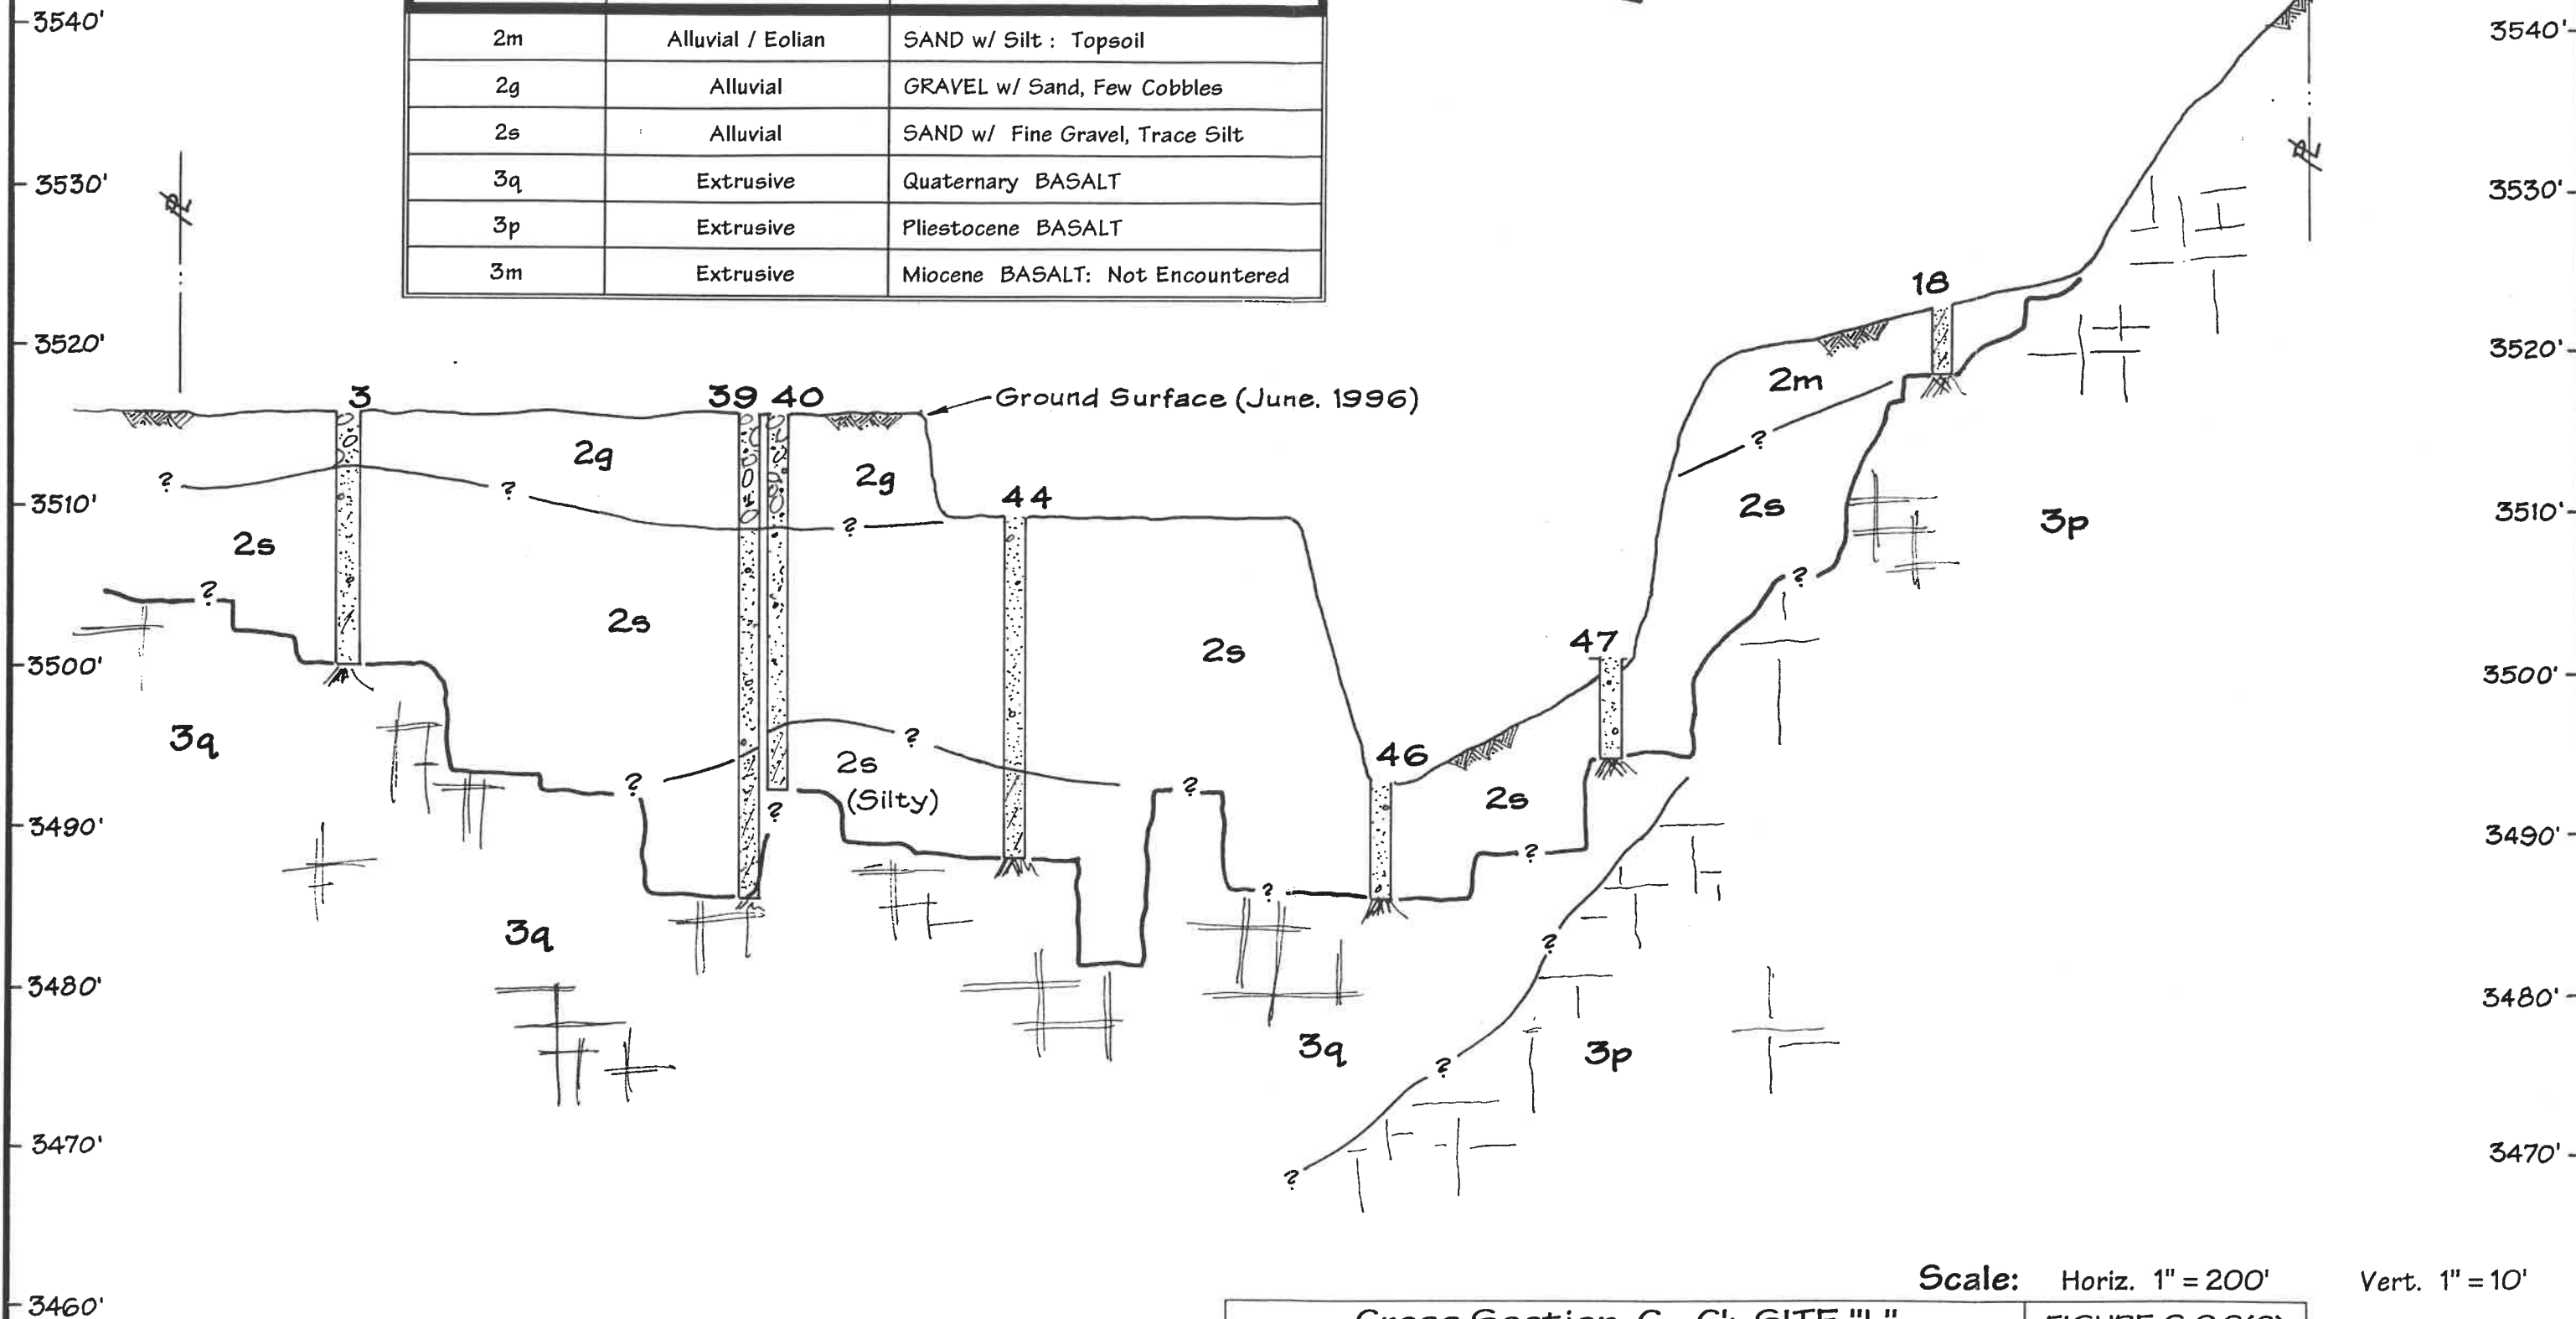 3540'
3530'
3520'
3510'
3500'
3490'
3480'
3470'
3460'
2m Alluvial / Eolian SAND w/ Silt : Topsoil
2g Alluvial GRAVEL w/ Sand, Few Cobbles
2s Alluvial SAND w/ Fine Gravel, Trace Silt
3q Extrusive Quaternary BASALT
3p Extrusive Pliestocene BASALT
3m Extrusive Miocene BASALT: Not Encountered
3540'
3530'
3520'
3510'
3500'
3490'
3480'
3470'
PL
PL
18
3
39 40
Ground Surface (June. 1996)
2m
?
2g
2g
?
?
?
44
2s
2s
3p
?
?
2s
2s
47
3q
?
?
2s
(Silty)
46
?
?
?
2s
?
?
3q
?
?
3q
3p
?
Scale: Horiz. 1" = 200' Vert. 1" = 10'